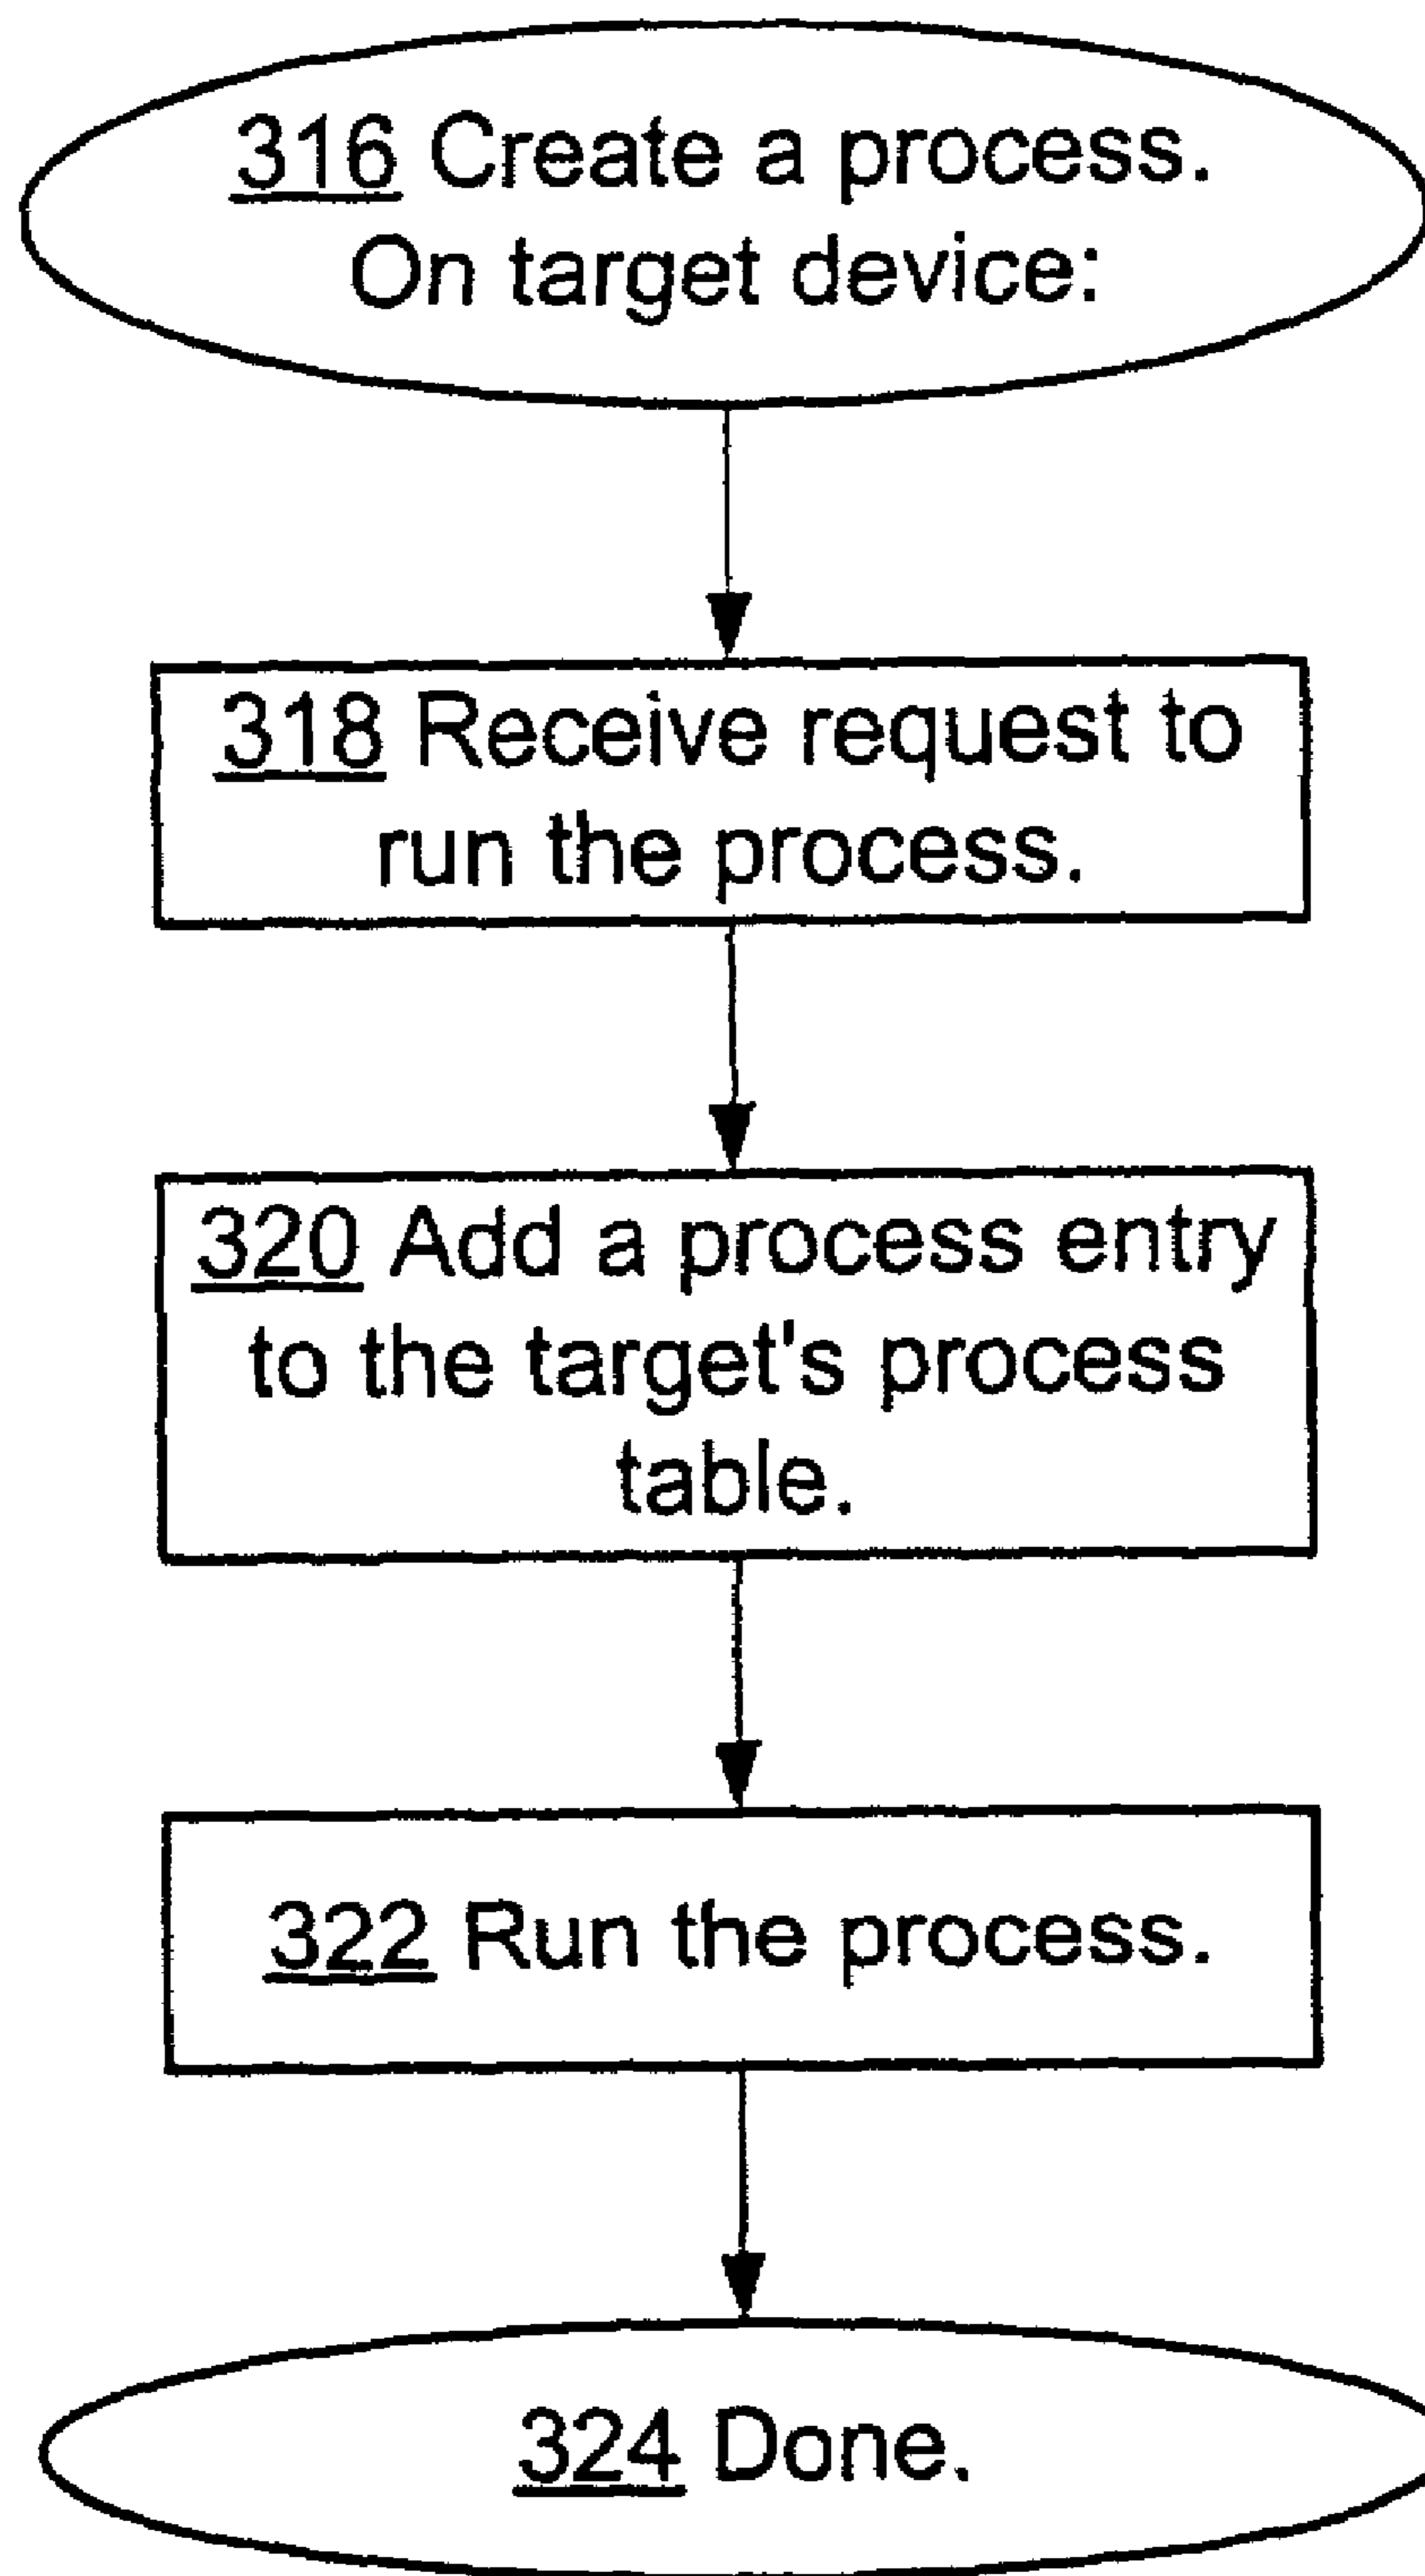 316 Create a process.
On target device:
318 Receive request to
run the process.
320 Add a process entry
to the target's process
table.
322 Run the process.
324 Done.